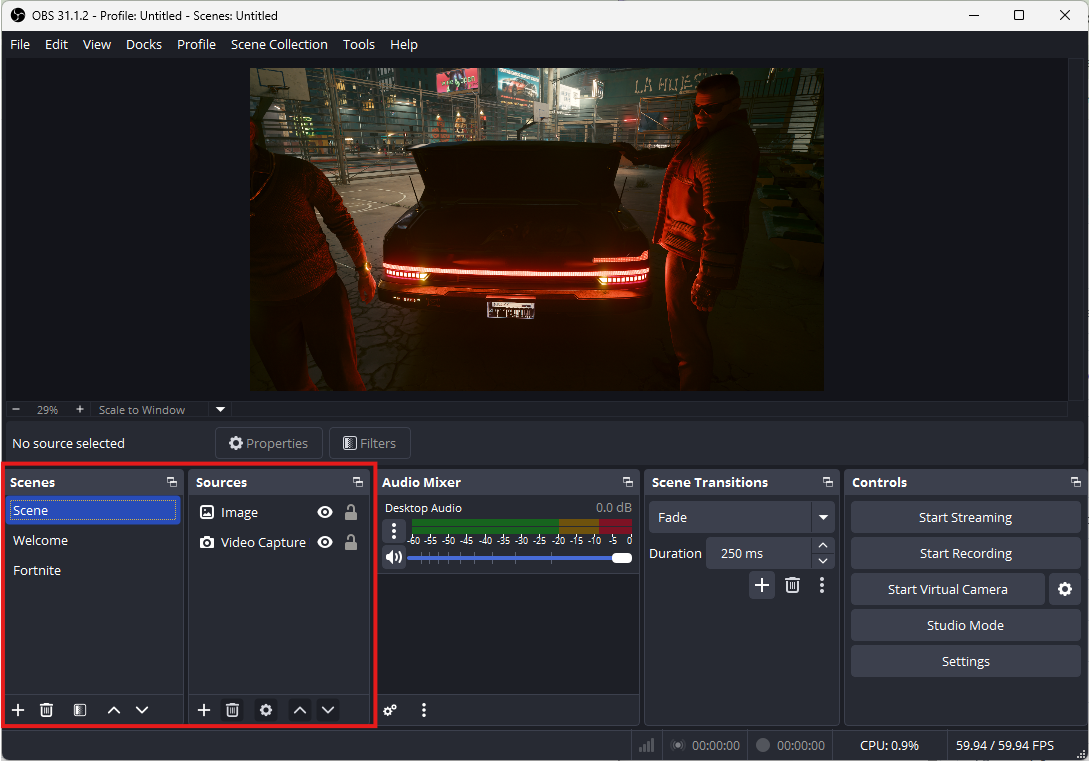 OBS 31.1.2 - Profile: Untitled - Scenes: Untitled
File Edit View Docks Profile Scene Collection Tools Help
LA
29% Scale to Window
No source selected Properties Filters
Scenes
Scene
Welcome
Fortnite
Sources
Image
Video Capture
Audio Mixer
Desktop Audio 0.0 dB
-60 -55 -50 -45 -40 -35 -30 -25 -20 -15 -10 -5 0
Scene Transitions
Fade
Duration 250 ms
Controls
Start Streaming
Start Recording
Start Virtual Camera
Studio Mode
Settings
00:00:00 00:00:00 CPU: 0.9% 59.94 / 59.94 FPS